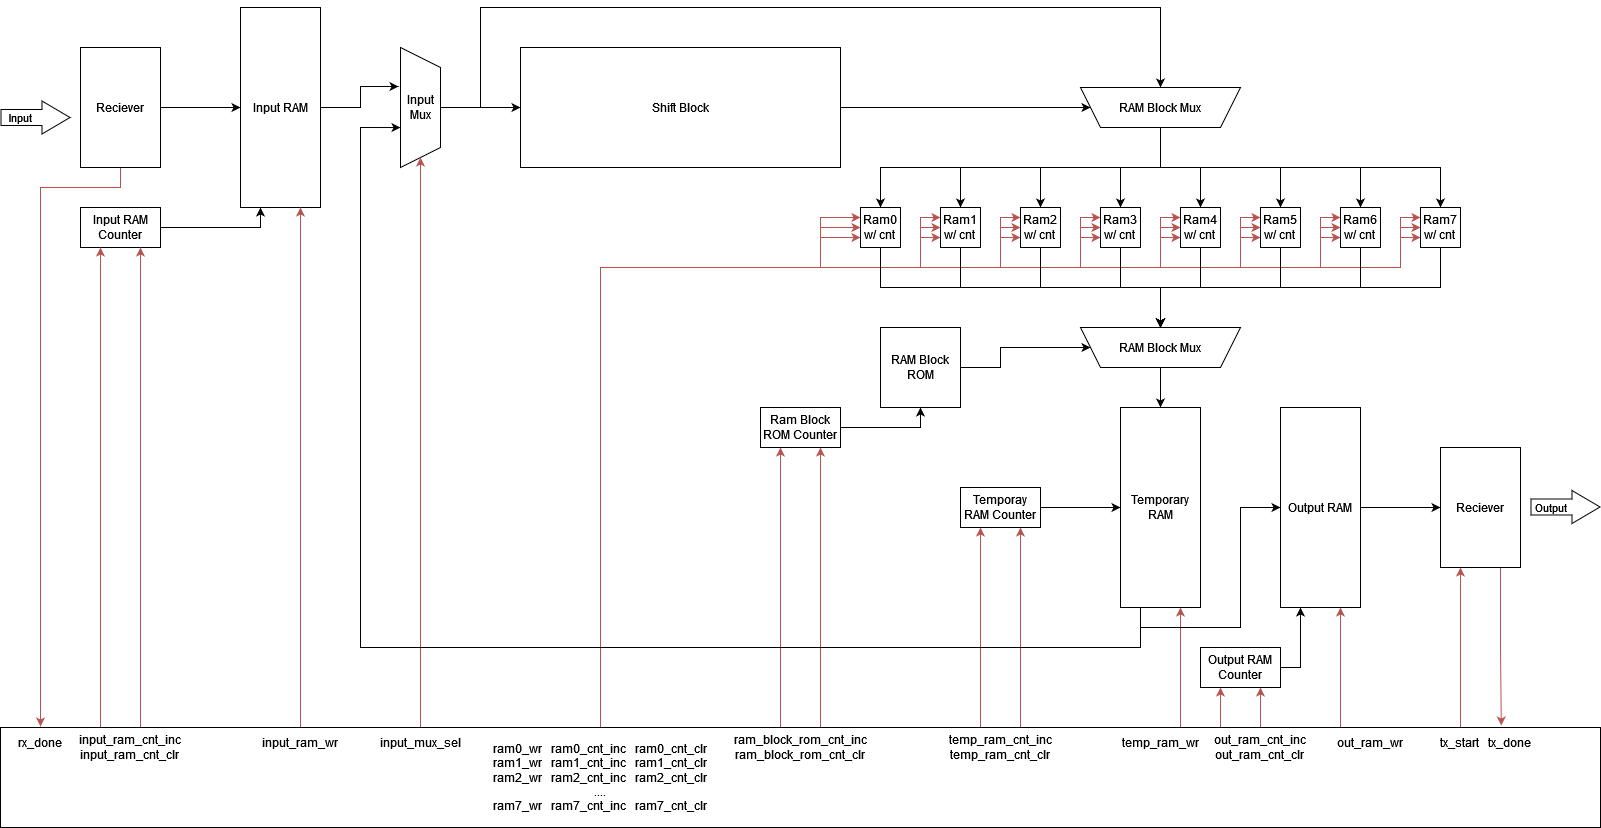 Input
Reciever
Input RAM
Input
Mux
Shift Block
RAM Block Mux
Input RAM
Counter
Ram0
w/ cnt
Ram1
w/ cnt
Ram2
w/ cnt
Ram3
w/ cnt
Ram4
w/ cnt
Ram5
w/ cnt
Ram6
w/ cnt
Ram7
w/ cnt
RAM Block
ROM
RAM Block Mux
Ram Block
ROM Counter
Temporay
RAM Counter
Temporary
RAM
Output RAM
Reciever
Output
Output RAM
Counter
rx_done
input_ram_cnt_inc
input_ram_cnt_clr
input_ram_wr
input_mux_sel
ram0_wr ram0_cnt_inc ram0_cnt_clr
ram1_wr ram1_cnt_inc ram1_cnt_clr
ram2_wr ram2_cnt_inc ram2_cnt_clr
....
ram7_wr ram7_cnt_inc ram7_cnt_clr
ram_block_rom_cnt_inc
ram_block_rom_cnt_clr
temp_ram_cnt_inc
temp_ram_cnt_clr
temp_ram_wr
out_ram_cnt_inc
out_ram_cnt_clr
out_ram_wr
tx_start tx_done